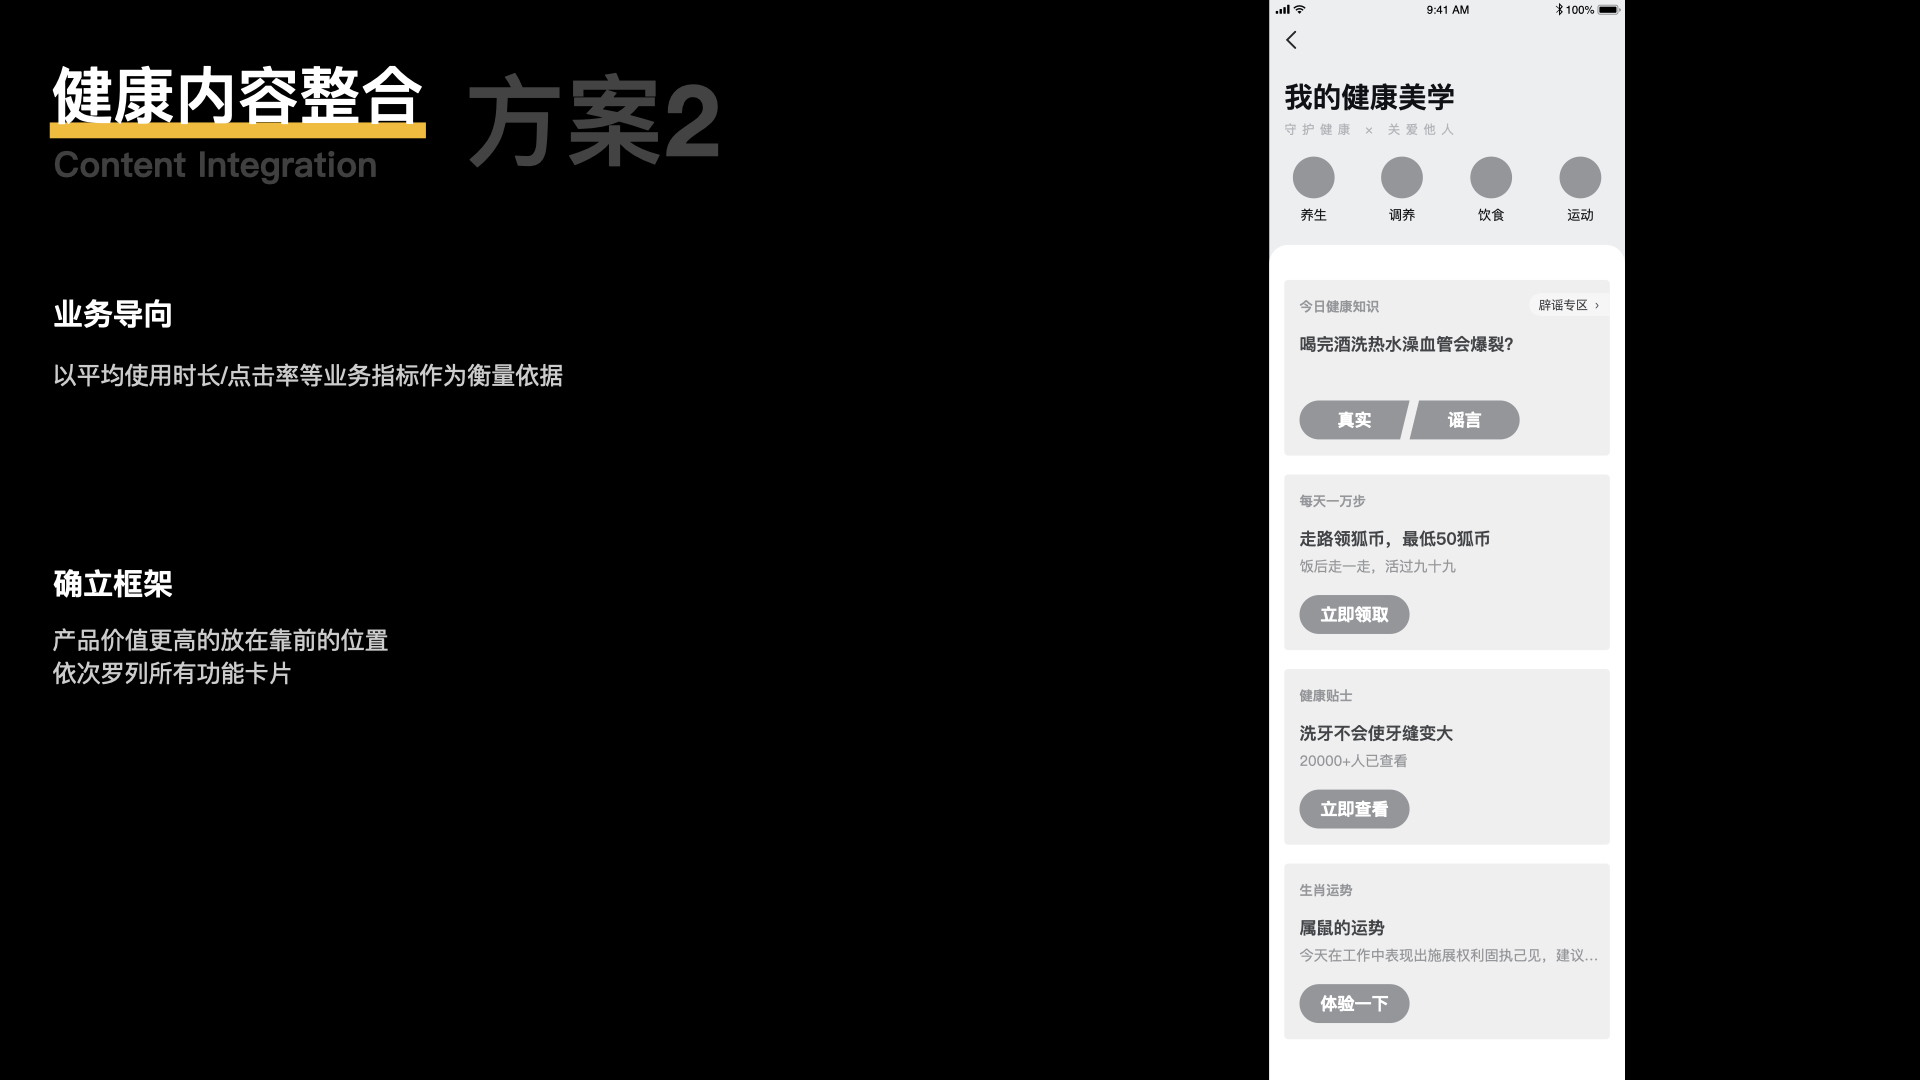 健康内容整合
方案2
Content Integration
业务导向
以平均使用时长/点击率等业务指标作为衡量依据
确立框架
产品价值更高的放在靠前的位置
依次罗列所有功能卡片
9:41 AM
100%
我的健康美学
守护健康 × 关爱他人
养生
调养
饮食
运动
今日健康知识
辟谣专区 ›
喝完酒洗热水澡血管会爆裂?
真实
谣言
每天一万步
走路领狐币，最低50狐币
饭后走一走，活过九十九
立即领取
健康贴士
洗牙不会使牙缝变大
20000+人已查看
立即查看
生肖运势
属鼠的运势
今天在工作中表现出施展权利固执己见，建议...
体验一下